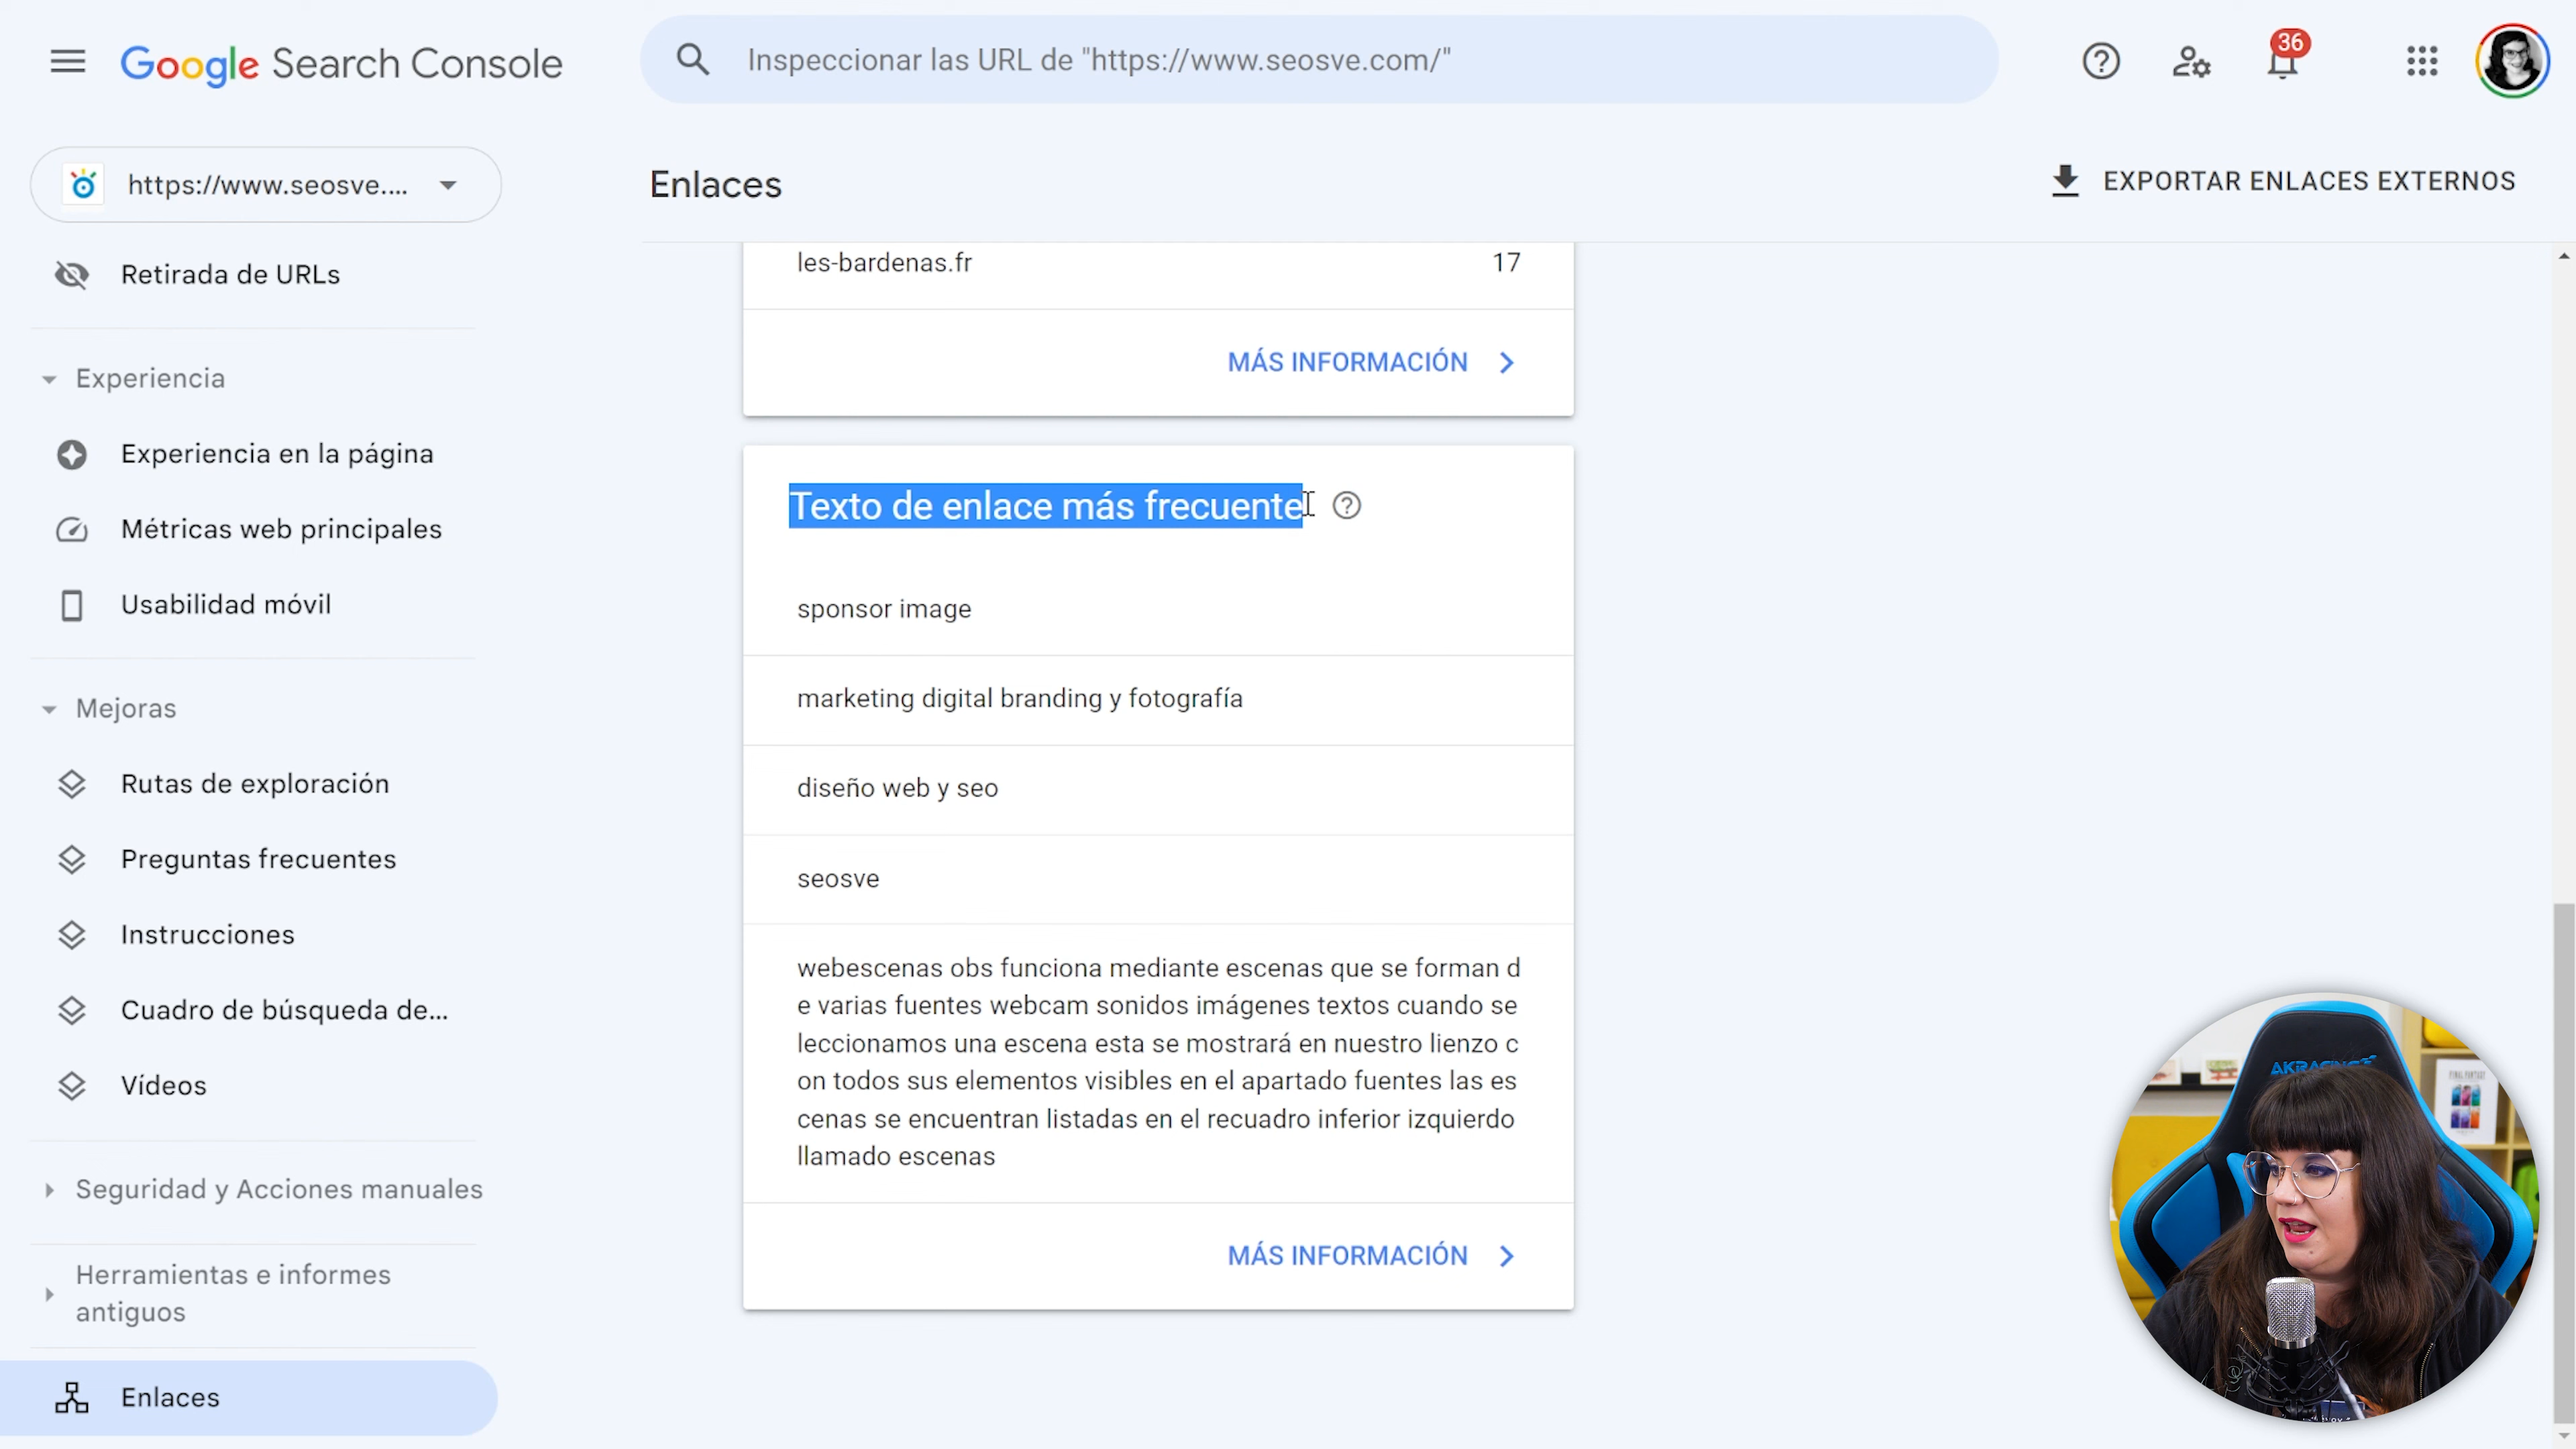 Google Search Console
Inspeccionar las URL de "https://www.seosve.com/"
36
https://www.seosve....
Enlaces
EXPORTAR ENLACES EXTERNOS
Retirada de URLs
Experiencia
Experiencia en la página
Métricas web principales
Usabilidad móvil
Mejoras
Rutas de exploración
Preguntas frecuentes
Instrucciones
Cuadro de búsqueda de...
Vídeos
Seguridad y Acciones manuales
Herramientas e informes
antiguos
Enlaces
les-bardenas.fr 17
MÁS INFORMACIÓN
Texto de enlace más frecuente
sponsor image
marketing digital branding y fotografía
diseño web y seo
seosve
webescenas obs funciona mediante escenas que se forman d
e varias fuentes webcam sonidos imágenes textos cuando se
leccionamos una escena esta se mostrará en nuestro lienzo c
on todos sus elementos visibles en el apartado fuentes las es
cenas se encuentran listadas en el recuadro inferior izquierdo
llamado escenas
MÁS INFORMACIÓN
AKRACING
FINAL FANTASY